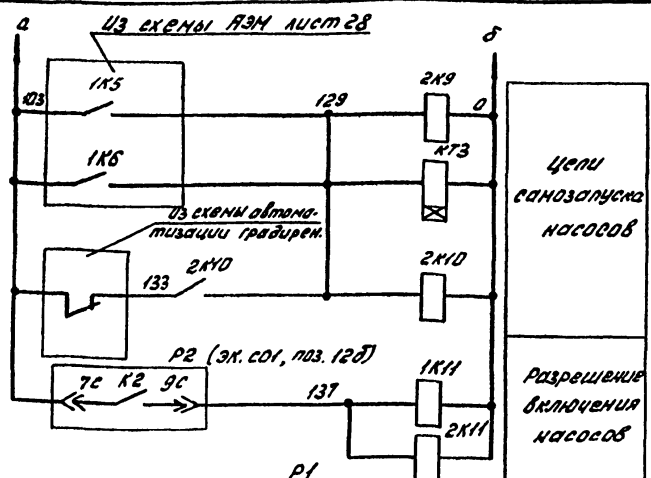 а
Из схемы АЭМ лист 28
б
103
1К5
129
2К9
0
1К6
КТ3
Цепи
самозапуска
насосов
из схемы автома-
тизации градирен.
133
2К10
2К10
Р2 (эк. с01, поз. 12б)
7с
К2
9с
137
1К11
2К11
Разрешение
включения
насосов
Р1